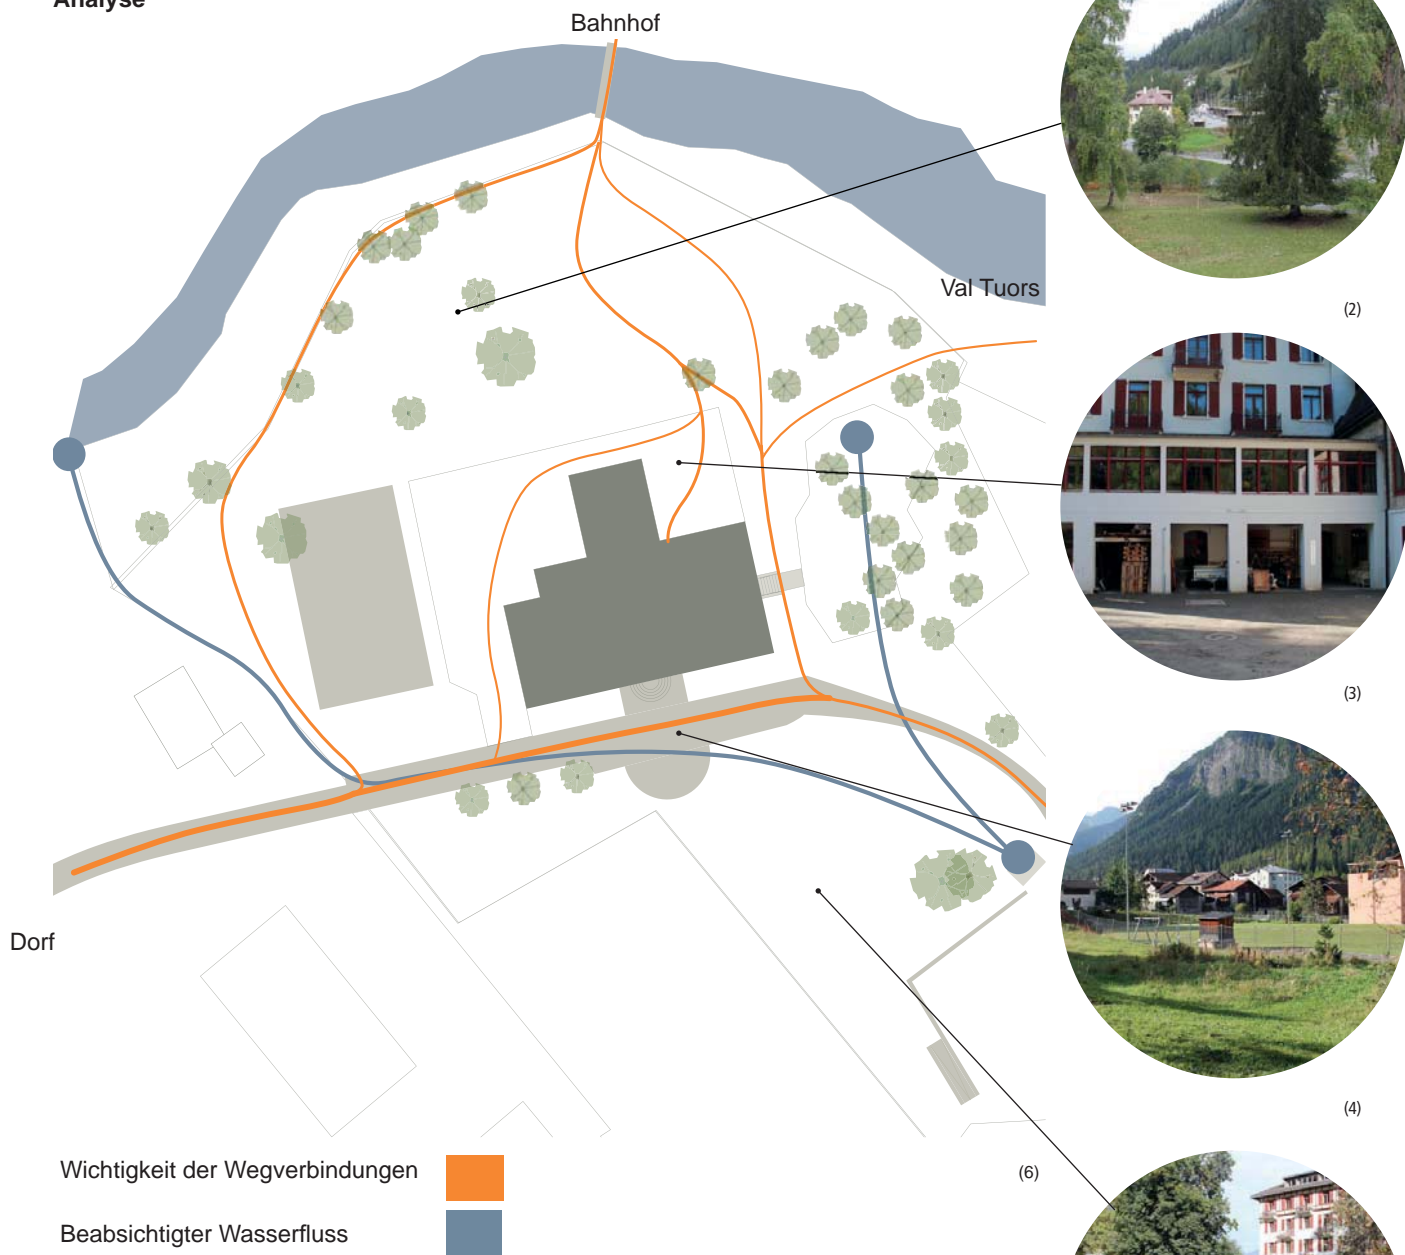 Analyse
Bahnhof
Val Tuors
(2)
(3)
(4)
Dorf
(6)
Wichtigkeit der Wegverbindungen
Beabsichtigter Wasserfluss